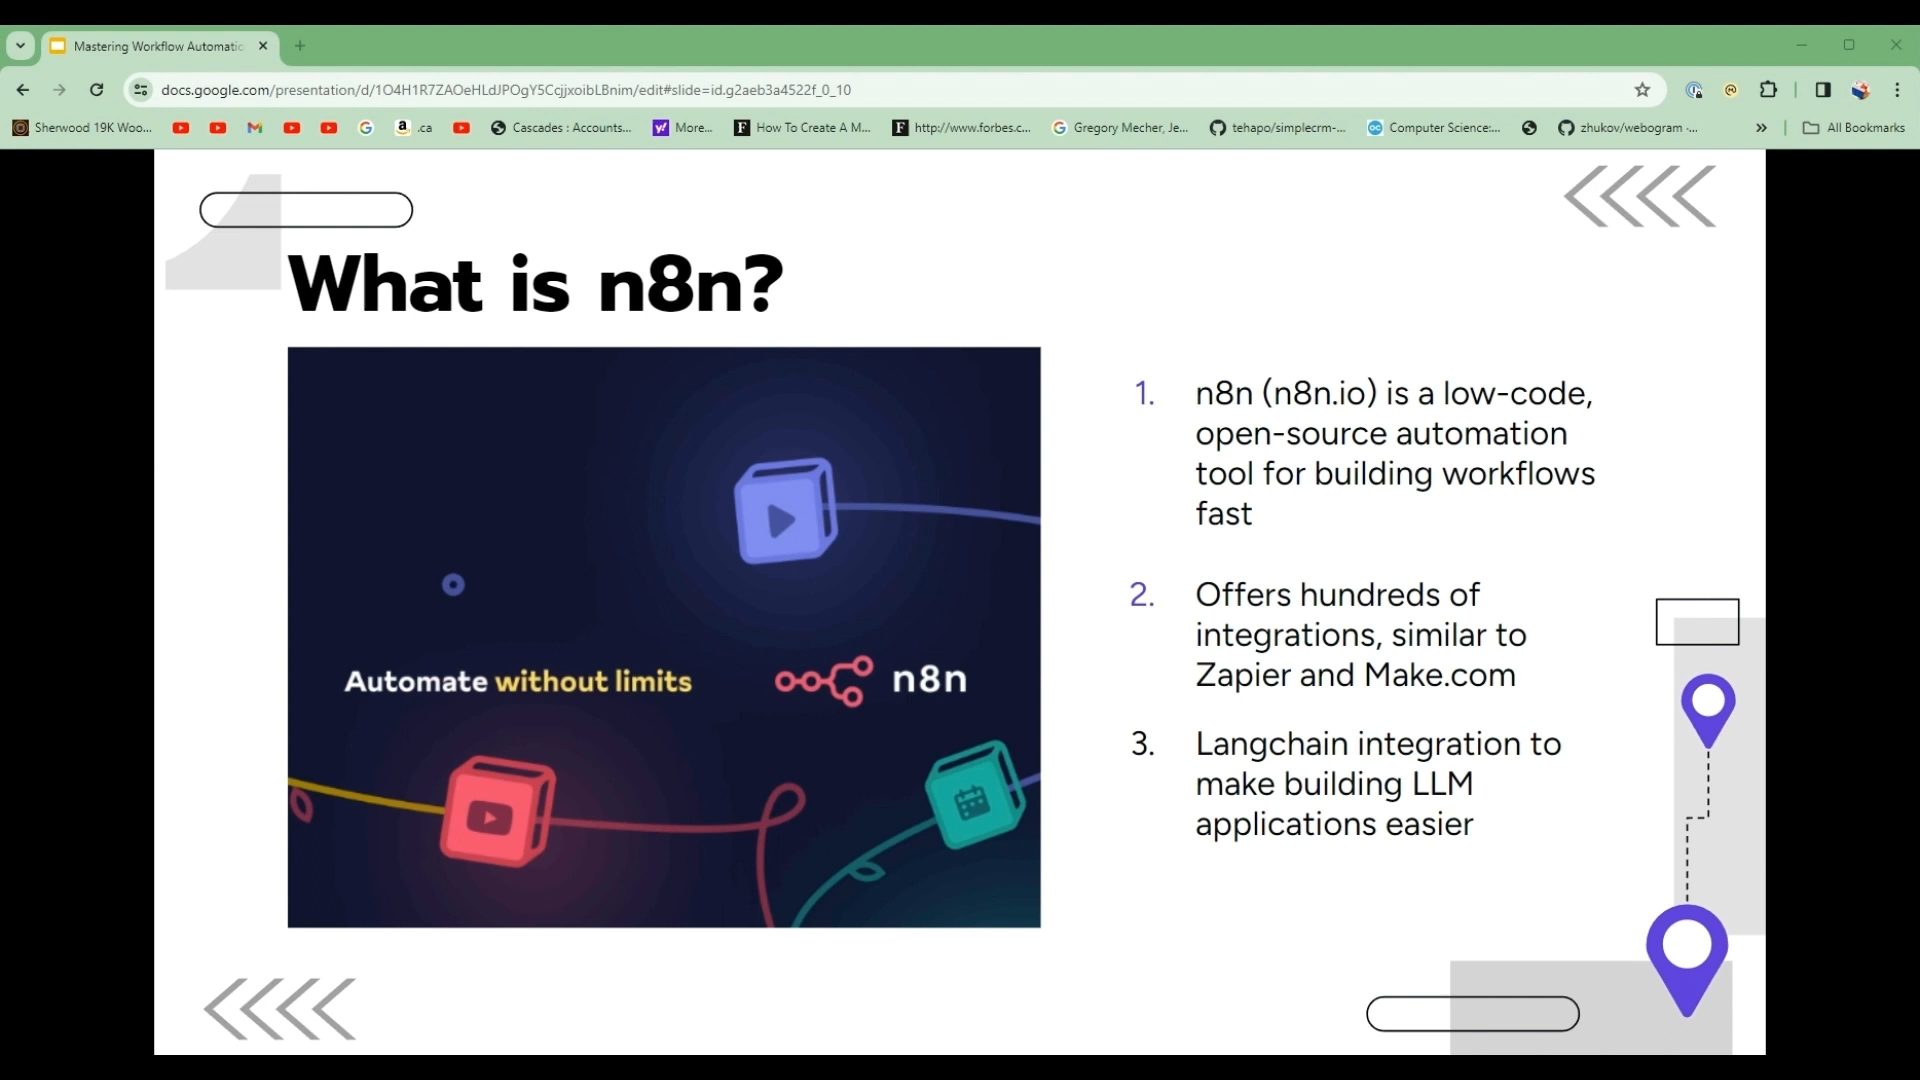 Mastering Workflow Automatic
docs.google.com/presentation/d/1O4H1R7ZAOeHLdJPOgY5CcjjxoibLBnim/edit#slide=id.g2aeb3a4522f_0_10
Sherwood 19K Woo... .ca Cascades : Accounts... More... How To Create A M... http://www.forbes.c... Gregory Mecher, Je... tehapo/simplecrm-... Computer Science:... zhukov/webogram -... » All Bookmarks
What is n8n?
Automate without limits
n8n
1. n8n (n8n.io) is a low-code,
open-source automation
tool for building workflows
fast
2. Offers hundreds of
integrations, similar to
Zapier and Make.com
3. Langchain integration to
make building LLM
applications easier